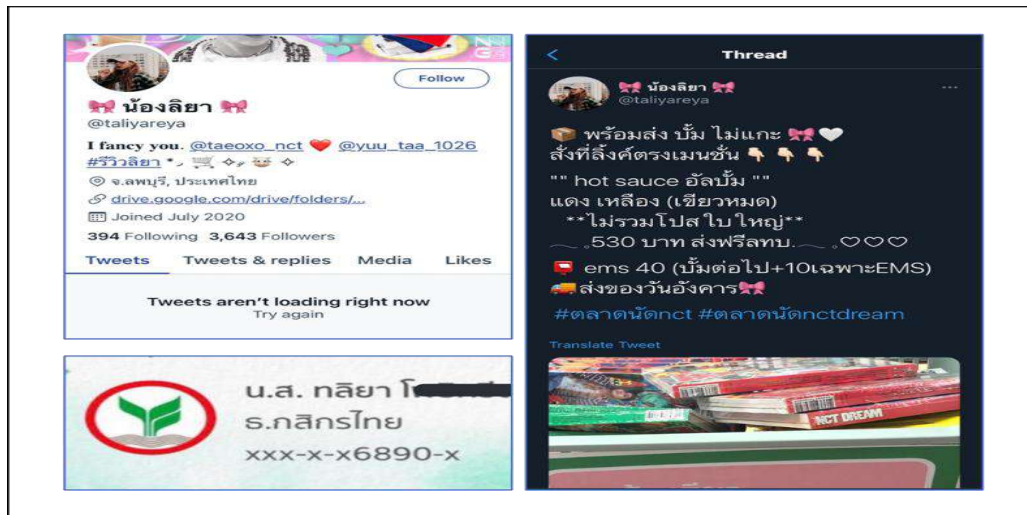 Follow
🎀 น้องลิยา 🎀
@taliyareya
I fancy you. @taeoxo_nct ❤️ @yuu_taa_1026
#รีวิวลิยา
จ.ลพบุรี, ประเทศไทย
drive.google.com/drive/folders/...
Joined July 2020
394 Following 3,643 Followers
Tweets Tweets & replies Media Likes
Tweets aren't loading right now
Try again
น.ส. ทลิยา
ธ.กสิกรไทย
xxx-x-x6890-x
Thread
🎀 น้องลิยา 🎀
@taliyareya
📦 พร้อมส่ง บั้ม ไม่แกะ 🎀🤍
สั่งที่ลิ้งค์ตรงเมนชั่น 👇 👇 👇
"" hot sauce อัลบั้ม ""
แดง เหลือง (เขียวหมด)
**ไม่รวมโปส ใบ ใหญ่**
530 บาท ส่งฟรีลทบ. ♡♡♡
📮 ems 40 (บั้มต่อไป+10เฉพาะEMS)
🚚ส่งของวันอังคาร🎀
#ตลาดนัดnct #ตลาดนัดnctdream
Translate Tweet
NCT DREAM